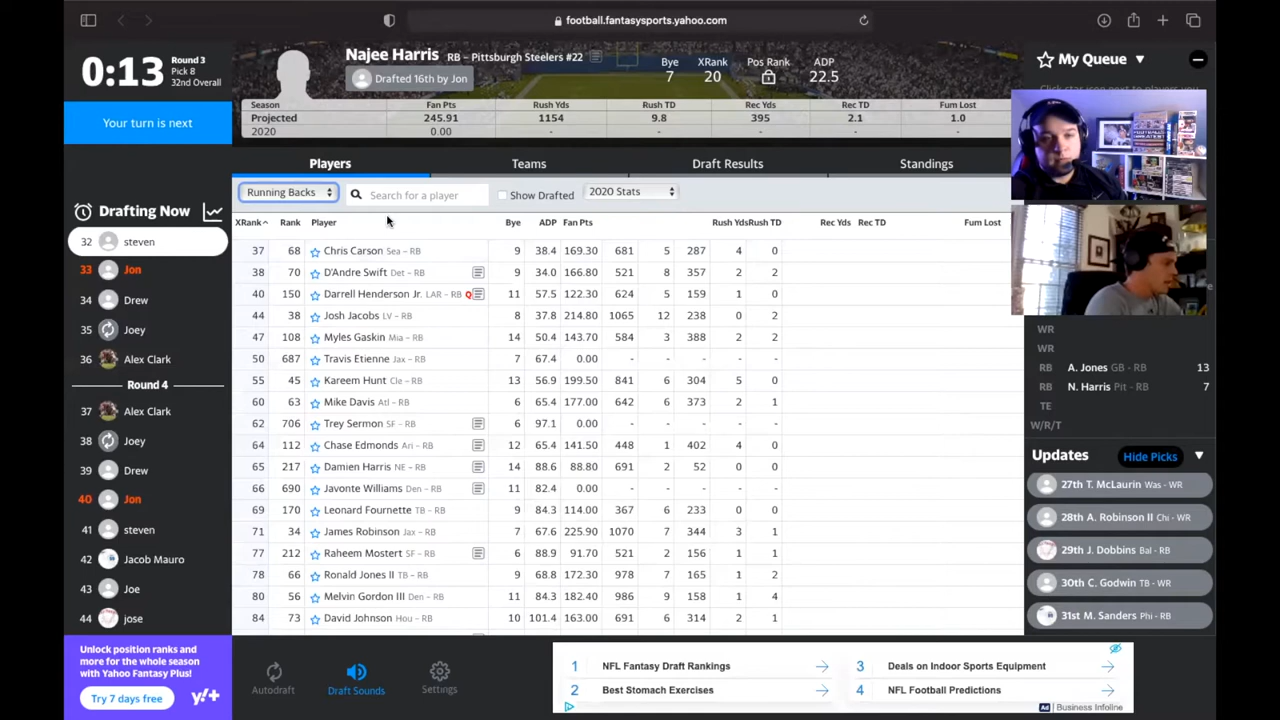 football.fantasysports.yahoo.com
0:13
Round 3
Pick 8
32nd Overall
Your turn is next
Najee Harris RB – Pittsburgh Steelers #22
Drafted 16th by Jon
Bye XRank Pos Rank ADP
7 20 22.5
Season Fan Pts Rush Yds Rush TD Rec Yds Rec TD Fum Lost
Projected 245.91 1154 9.8 395 2.1 1.0
2020 0.00 - - - - -
My Queue
Players Teams Draft Results Standings
Running Backs Search for a player Show Drafted 2020 Stats
XRank Rank Player Bye ADP Fan Pts Rush Yds Rush TD Rec Yds Rec TD Fum Lost
37 68 Chris Carson Sea – RB 9 38.4 169.30 681 5 287 4 0
38 70 D'Andre Swift Det – RB 9 34.0 166.80 521 8 357 2 2
40 150 Darrell Henderson Jr. LAR – RB Q 11 57.5 122.30 624 5 159 1 0
44 38 Josh Jacobs LV – RB 8 37.8 214.80 1065 12 238 0 2
47 108 Myles Gaskin Mia – RB 14 50.4 143.70 584 3 388 2 2
50 687 Travis Etienne Jax – RB 7 67.4 0.00 - - - - -
55 45 Kareem Hunt Cle – RB 13 56.9 199.50 841 6 304 5 0
60 63 Mike Davis Atl – RB 6 65.4 177.00 642 6 373 2 1
62 706 Trey Sermon SF – RB 6 97.1 0.00 - - - - -
64 112 Chase Edmonds Ari – RB 12 65.4 141.50 448 1 402 4 0
65 217 Damien Harris NE – RB 14 88.6 88.80 691 2 52 0 0
66 690 Javonte Williams Den – RB 11 82.4 0.00 - - - - -
69 170 Leonard Fournette TB – RB 9 84.3 114.00 367 6 233 0 0
71 34 James Robinson Jax – RB 7 67.6 225.90 1070 7 344 3 1
77 212 Raheem Mostert SF – RB 6 88.9 91.70 521 2 156 1 1
78 66 Ronald Jones II TB – RB 9 68.8 172.30 978 7 165 1 2
80 56 Melvin Gordon III Den – RB 11 84.3 182.40 986 9 158 1 4
84 73 David Johnson Hou – RB 10 101.4 163.00 691 6 314 2 1
Drafting Now
32 steven
33 Jon
34 Drew
35 Joey
36 Alex Clark
Round 4
37 Alex Clark
38 Joey
39 Drew
40 Jon
41 steven
42 Jacob Mauro
43 Joe
44 jose
WR
WR
RB A. Jones GB - RB 13
RB N. Harris Pit - RB 7
TE
W/R/T
Updates Hide Picks
27th T. McLaurin Was - WR
28th A. Robinson II Chi - WR
29th J. Dobbins Bal - RB
30th C. Godwin TB - WR
31st M. Sanders Phi - RB
Unlock position ranks and
more for the whole season
with Yahoo Fantasy Plus!
Try 7 days free y!+
Autodraft Draft Sounds Settings
1 NFL Fantasy Draft Rankings
2 Best Stomach Exercises
3 Deals on Indoor Sports Equipment
4 NFL Football Predictions
Ad | Business Infoline